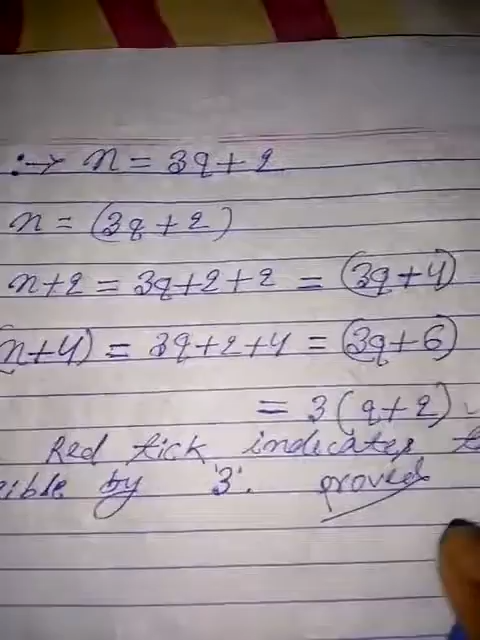 :→ n = 3q + 2
n = (3q + 2)
n+2 = 3q+2+2 = (3q+4)
(n+4) = 3q+2+4 = (3q+6)
= 3(q+2)
Red tick indicates
by '3'. proved